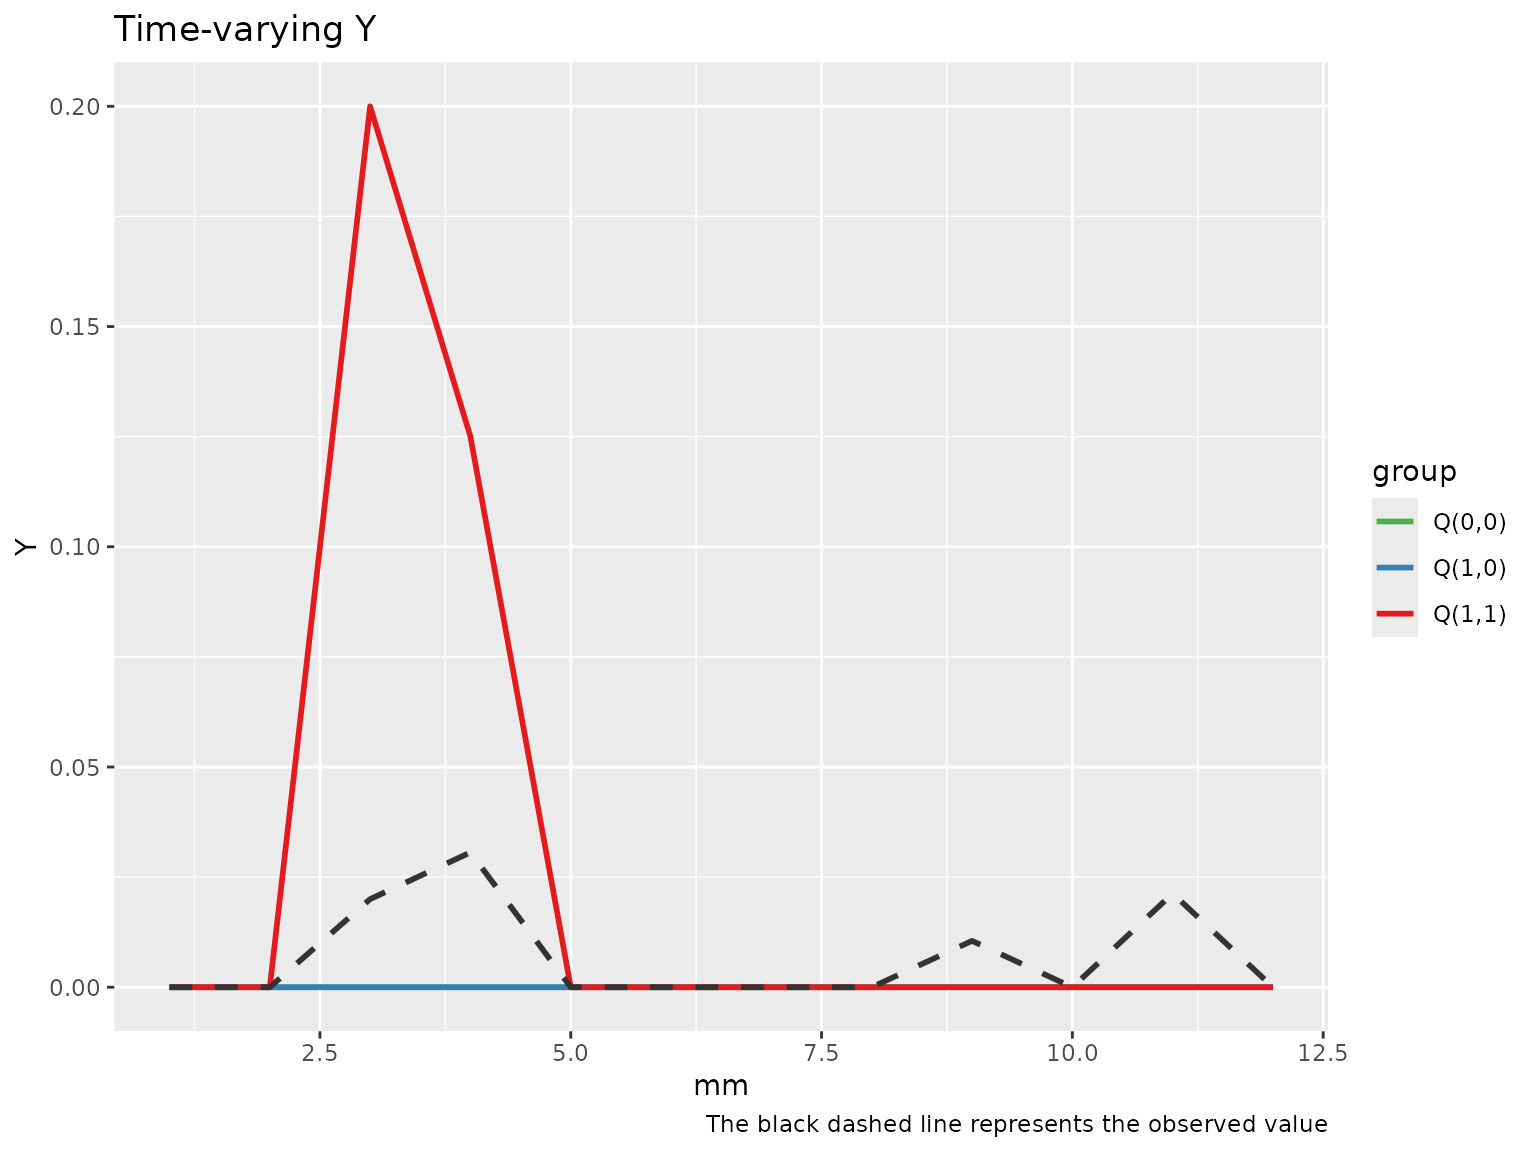 Time-varying Y
0.20
0.15
0.10
0.05
0.00
Y
2.5 5.0 7.5 10.0 12.5
mm
group
Q(0,0)
Q(1,0)
Q(1,1)
The black dashed line represents the observed value